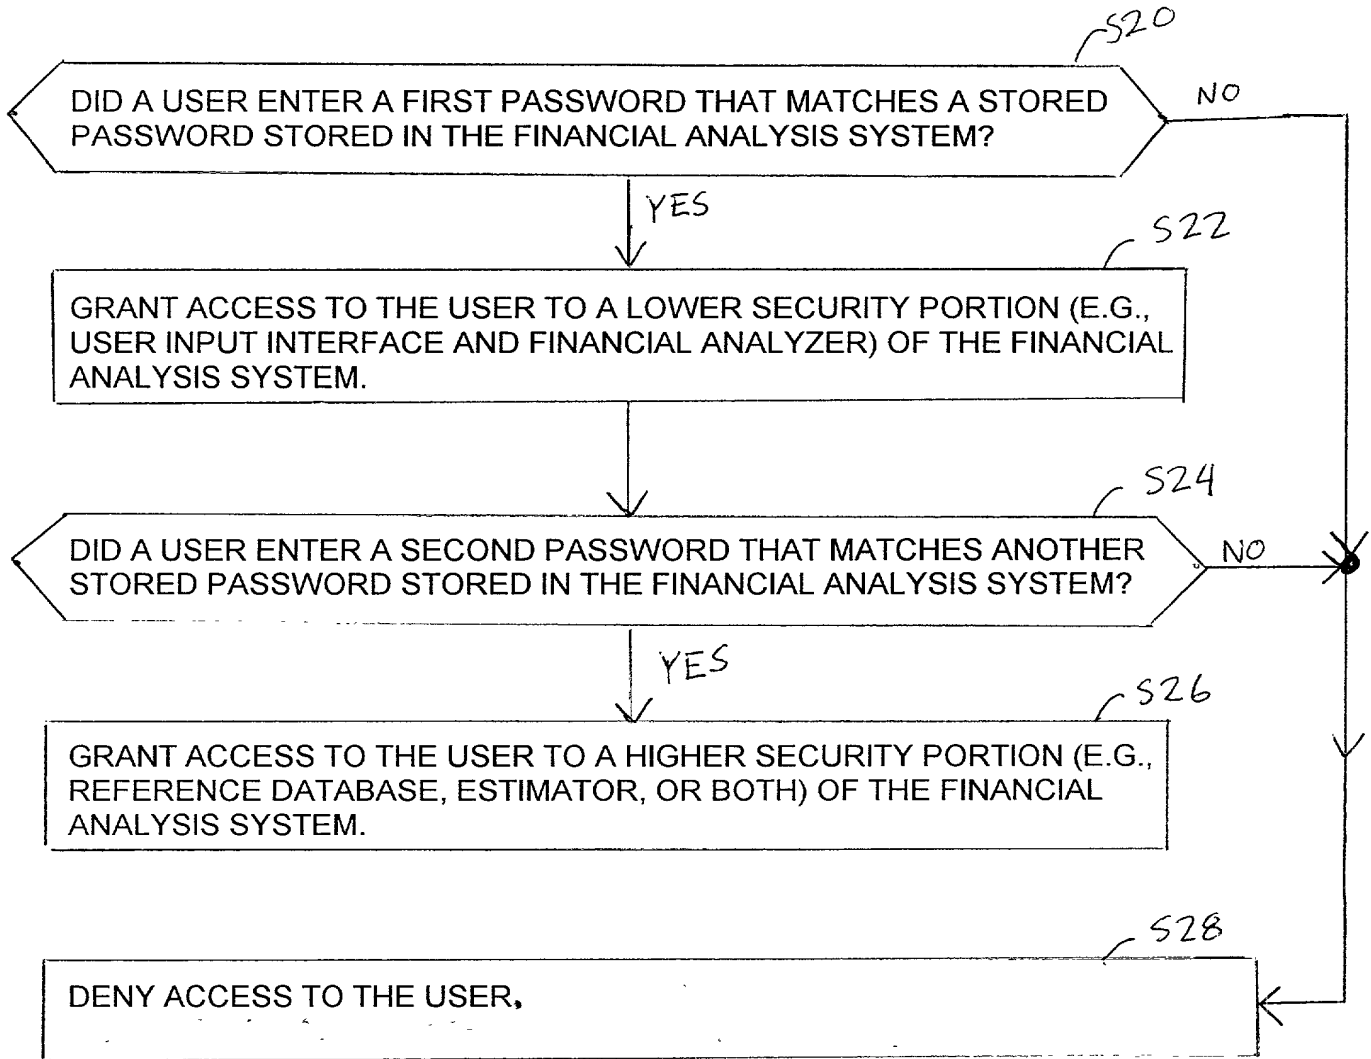 S20
DID A USER ENTER A FIRST PASSWORD THAT MATCHES A STORED
PASSWORD STORED IN THE FINANCIAL ANALYSIS SYSTEM?
NO
YES
S22
GRANT ACCESS TO THE USER TO A LOWER SECURITY PORTION (E.G.,
USER INPUT INTERFACE AND FINANCIAL ANALYZER) OF THE FINANCIAL
ANALYSIS SYSTEM.
S24
DID A USER ENTER A SECOND PASSWORD THAT MATCHES ANOTHER
STORED PASSWORD STORED IN THE FINANCIAL ANALYSIS SYSTEM?
NO
YES
S26
GRANT ACCESS TO THE USER TO A HIGHER SECURITY PORTION (E.G.,
REFERENCE DATABASE, ESTIMATOR, OR BOTH) OF THE FINANCIAL
ANALYSIS SYSTEM.
S28
DENY ACCESS TO THE USER.